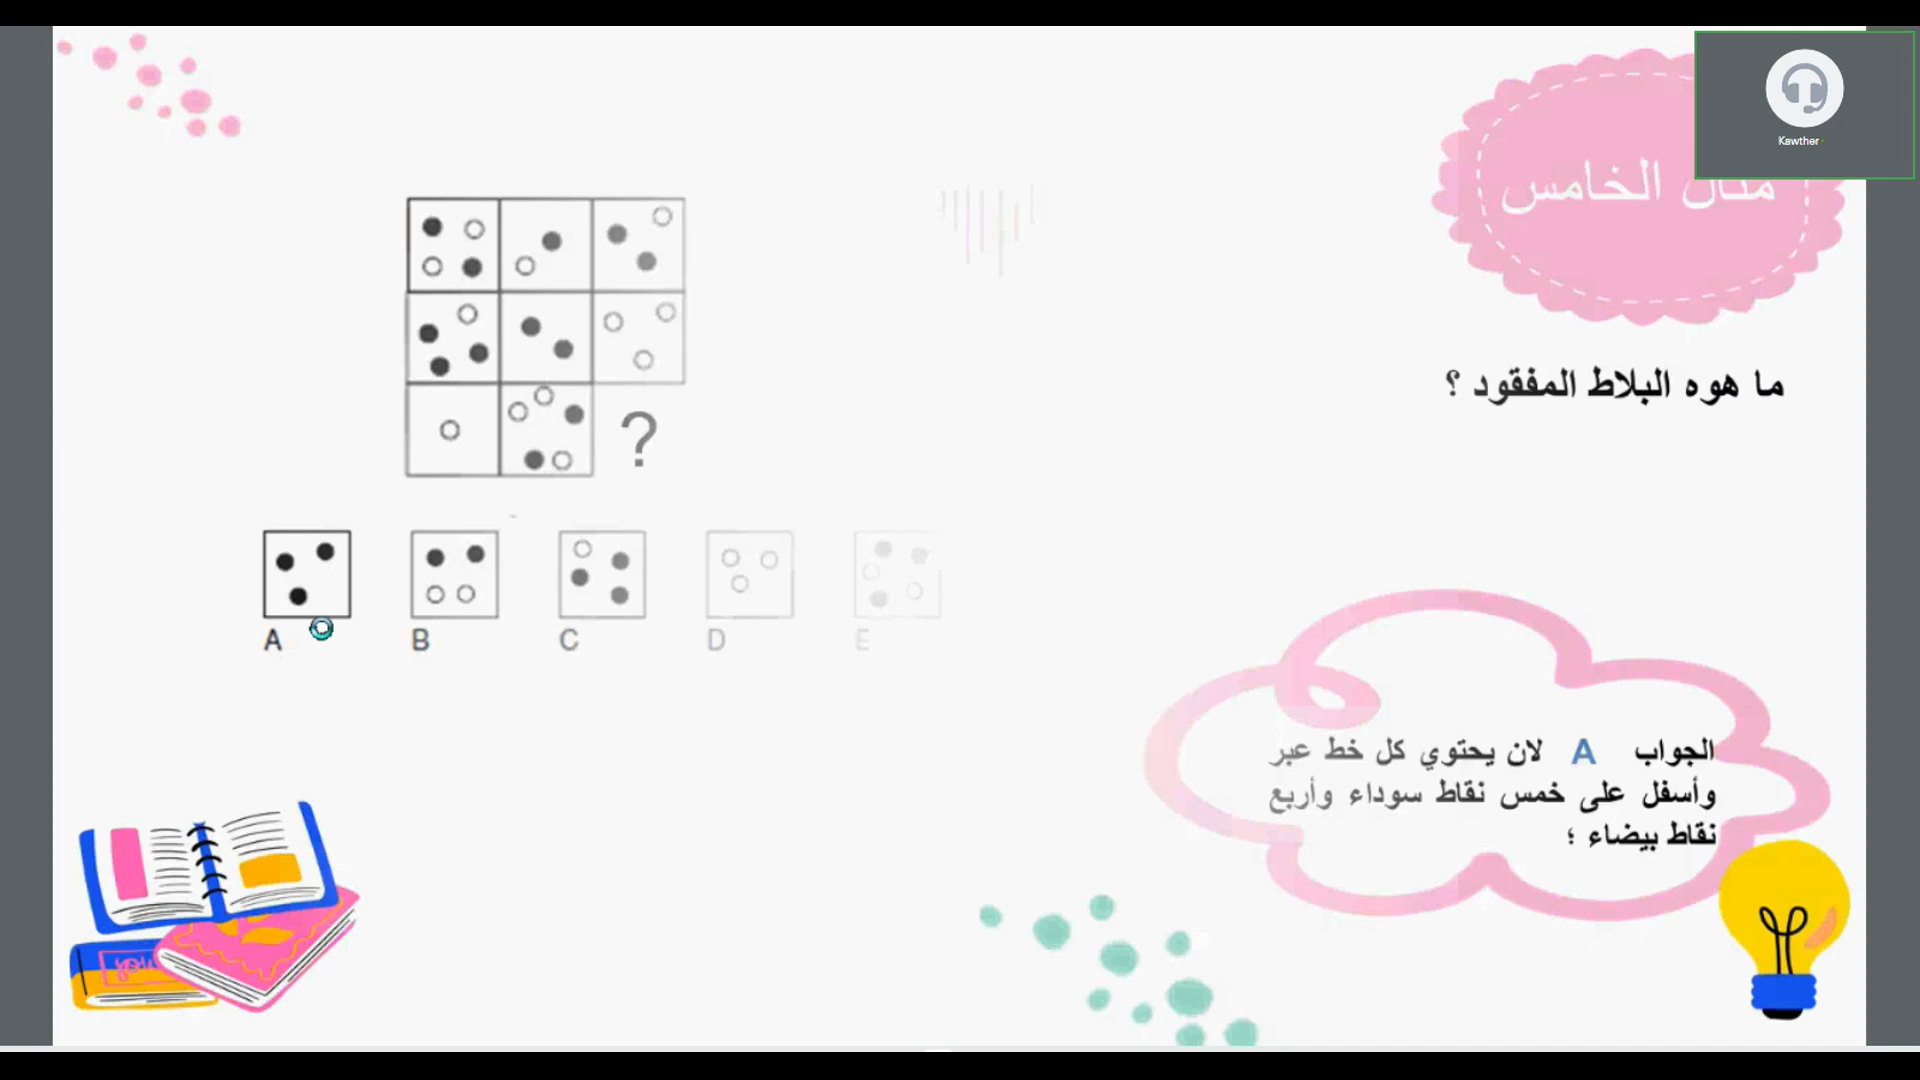 Kawther
مثال الخامس
ما هوه البلاط المفقود ؟
?
A
B
C
D
E
الجواب A لان يحتوي كل خط عبر
وأسفل على خمس نقاط سوداء وأربع
نقاط بيضاء ؛